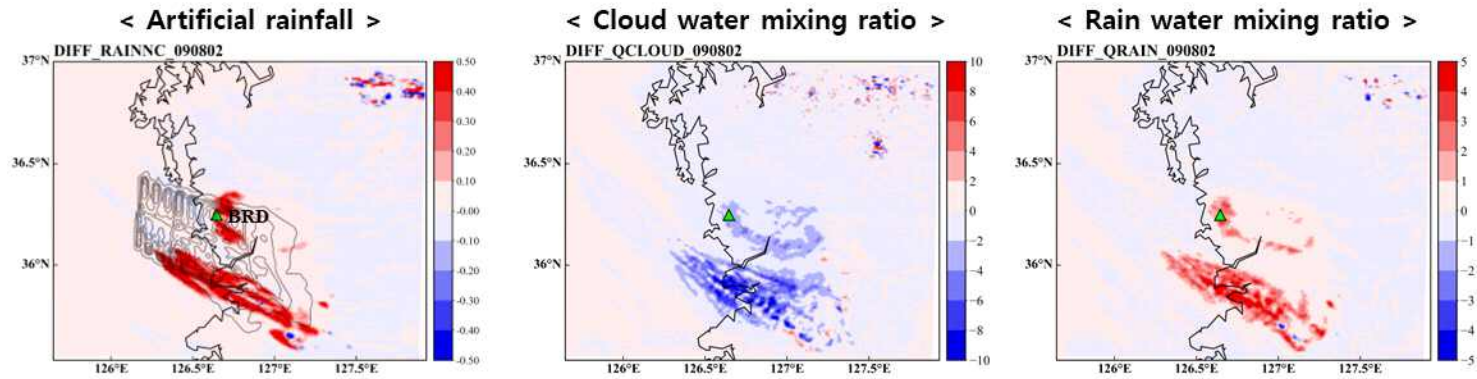 < Artificial rainfall >
DIFF_RAINNC_090802
37°N
36.5°N
36°N
126°E
126.5°E
127°E
127.5°E
BRD
0.50
0.40
0.30
0.20
0.10
-0.00
-0.10
-0.20
-0.30
-0.40
-0.50
< Cloud water mixing ratio >
DIFF_QCLOUD_090802
37°N
36.5°N
36°N
126°E
126.5°E
127°E
127.5°E
10
8
6
4
2
0
-2
-4
-6
-8
-10
< Rain water mixing ratio >
DIFF_QRAIN_090802
37°N
36.5°N
36°N
126°E
126.5°E
127°E
127.5°E
5
4
3
2
1
0
-1
-2
-3
-4
-5